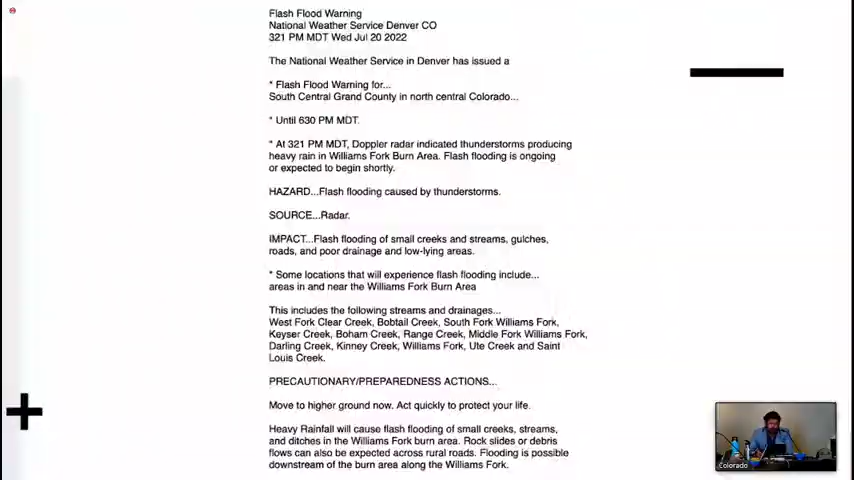 Flash Flood Warning
National Weather Service Denver CO
321 PM MDT Wed Jul 20 2022
The National Weather Service in Denver has issued a
* Flash Flood Warning for...
South Central Grand County in north central Colorado...
* Until 630 PM MDT.
* At 321 PM MDT, Doppler radar indicated thunderstorms producing
heavy rain in Williams Fork Burn Area. Flash flooding is ongoing
or expected to begin shortly.
HAZARD...Flash flooding caused by thunderstorms.
SOURCE...Radar.
IMPACT...Flash flooding of small creeks and streams, gulches,
roads, and poor drainage and low-lying areas.
* Some locations that will experience flash flooding include...
areas in and near the Williams Fork Burn Area
This includes the following streams and drainages...
West Fork Clear Creek, Bobtail Creek, South Fork Williams Fork,
Keyser Creek, Boham Creek, Range Creek, Middle Fork Williams Fork,
Darling Creek, Kinney Creek, Williams Fork, Ute Creek and Saint
Louis Creek.
PRECAUTIONARY/PREPAREDNESS ACTIONS...
Move to higher ground now. Act quickly to protect your life.
Heavy Rainfall will cause flash flooding of small creeks, streams,
and ditches in the Williams Fork burn area. Rock slides or debris
flows can also be expected across rural roads. Flooding is possible
downstream of the burn area along the Williams Fork.
Colorado